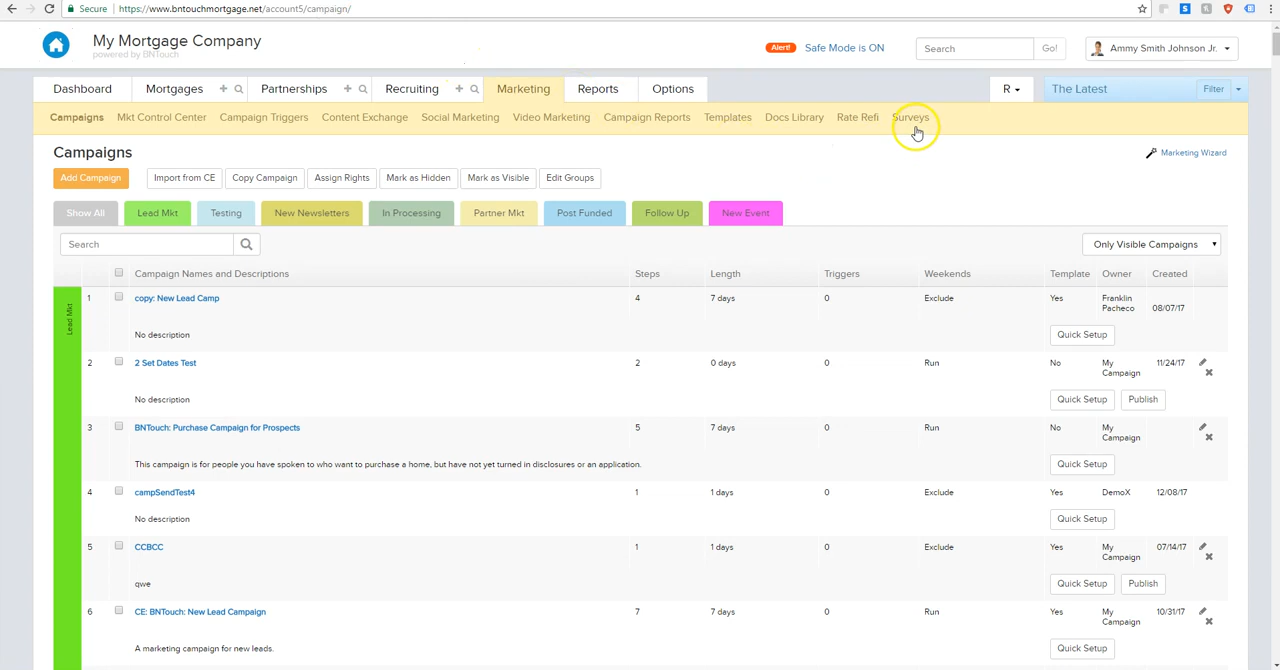 Secure
https://www.bntouchmortgage.net/account5/campaign/
My Mortgage Company
powered by BNTouch
Alert!
Safe Mode is ON
Search
Go!
Ammy Smith Johnson Jr.
Dashboard
Mortgages
Partnerships
Recruiting
Marketing
Reports
Options
R
The Latest
Filter
Campaigns
Mkt Control Center
Campaign Triggers
Content Exchange
Social Marketing
Video Marketing
Campaign Reports
Templates
Docs Library
Rate Refi
Surveys
Campaigns
Marketing Wizard
Add Campaign
Import from CE
Copy Campaign
Assign Rights
Mark as Hidden
Mark as Visible
Edit Groups
Show All
Lead Mkt
Testing
New Newsletters
In Processing
Partner Mkt
Post Funded
Follow Up
New Event
Search
Only Visible Campaigns
Campaign Names and Descriptions
Steps
Length
Triggers
Weekends
Template
Owner
Created
Lead Mkt
1 copy: New Lead Camp 4 7 days 0 Exclude Yes Franklin
Pacheco 08/07/17
No description
Quick Setup
2 2 Set Dates Test 2 0 days 0 Run No My 11/24/17
Campaign
No description
Quick Setup Publish
3 BNTouch: Purchase Campaign for Prospects 5 7 days 0 Run No My
Campaign
This campaign is for people you have spoken to who want to purchase a home, but have not yet turned in disclosures or an application.
Quick Setup
4 campSendTest4 1 1 days 0 Exclude Yes DemoX 12/08/17
No description
Quick Setup
5 CCBCC 1 1 days 0 Exclude Yes My 07/14/17
Campaign
qwe
Quick Setup Publish
6 CE: BNTouch: New Lead Campaign 7 7 days 0 Run Yes My 10/31/17
Campaign
A marketing campaign for new leads.
Quick Setup